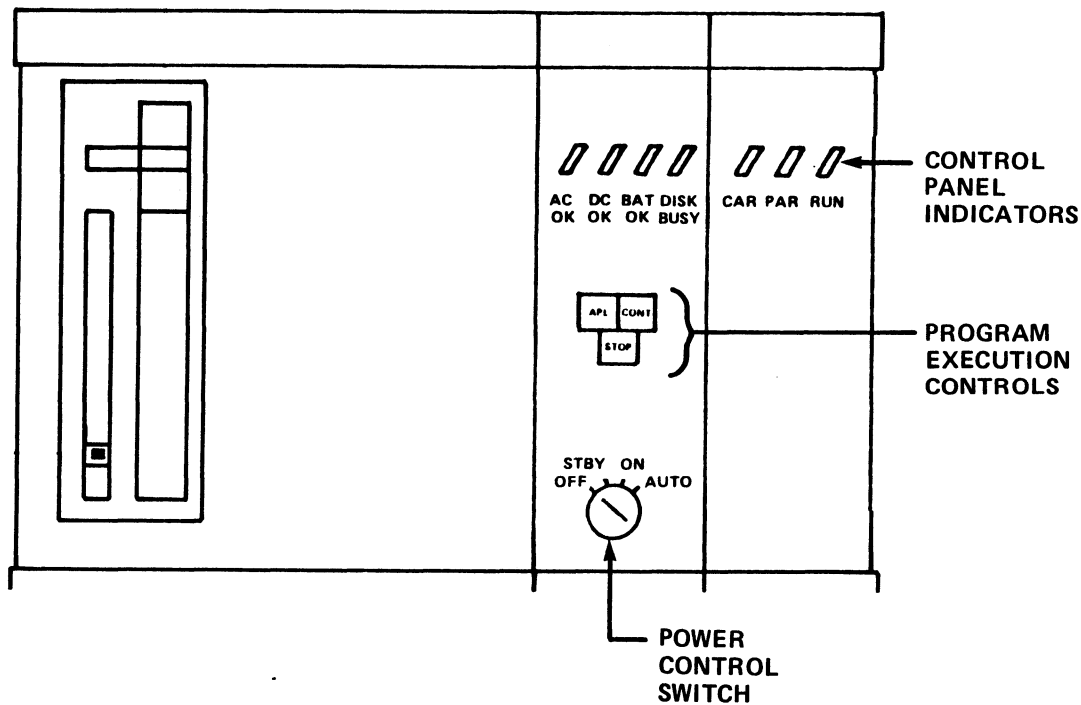 AC DC BAT DISK
OK OK OK BUSY
CAR PAR RUN
CONTROL
PANEL
INDICATORS
APL CONT
STOP
PROGRAM
EXECUTION
CONTROLS
STBY ON
OFF AUTO
POWER
CONTROL
SWITCH